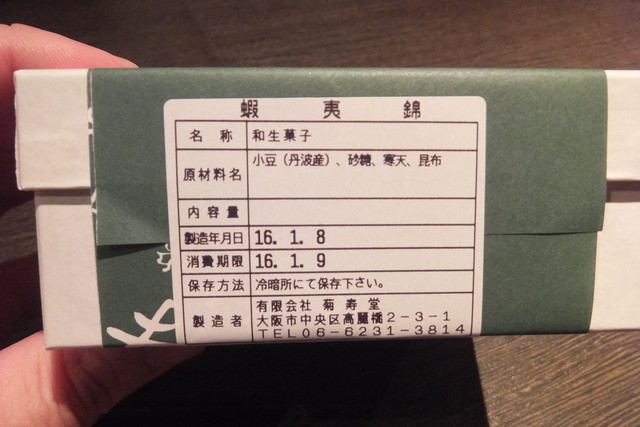 蝦夷錦
名称 和生菓子
原材料名 小豆（丹波産）、砂糖、寒天、昆布
内容量
製造年月日 16. 1. 8
消費期限 16. 1. 9
保存方法 冷暗所にて保存下さい。
製造者 有限会社 菊寿堂
大阪市中央区高麗橋2-3-1
TEL06-6231-3814